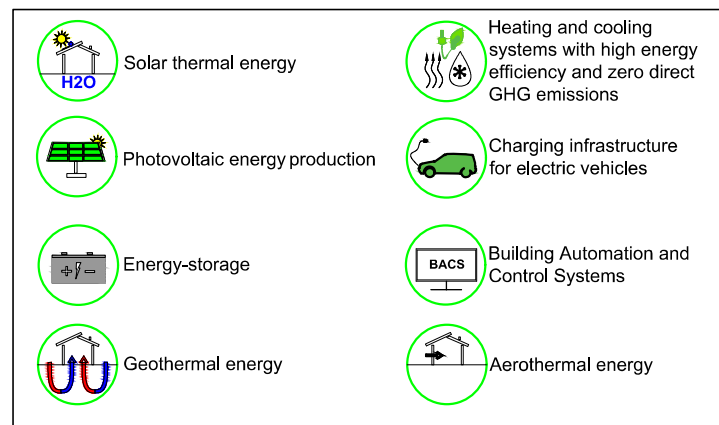 H2O
Solar thermal energy
Photovoltaic energy production
+ -
Energy-storage
Geothermal energy
Heating and cooling
systems with high energy
efficiency and zero direct
GHG emissions
Charging infrastructure
for electric vehicles
BACS
Building Automation and
Control Systems
Aerothermal energy